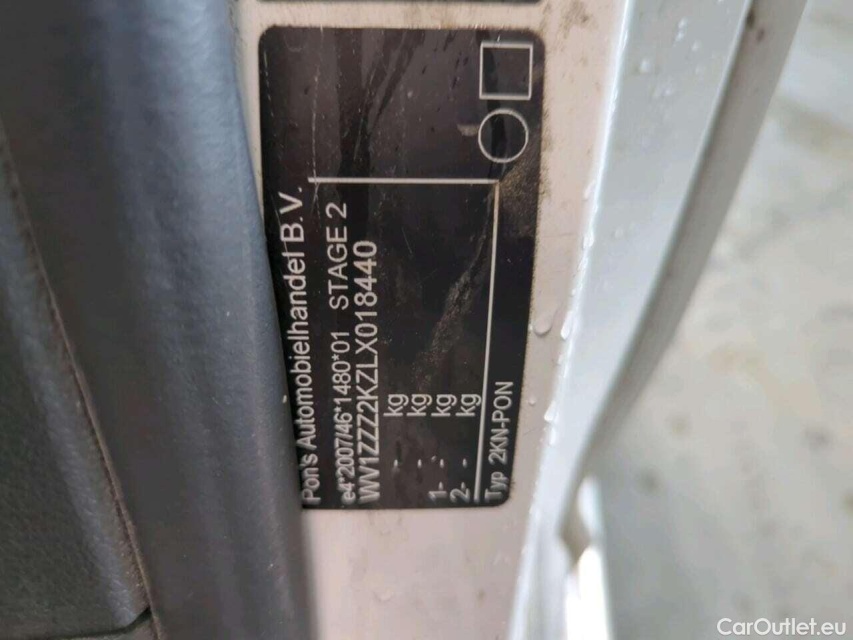 Pon's Automobielhandel B.V.
e4*2007/46*1480*01 STAGE 2
WV1ZZZ2KZLX018440
- kg
- kg
1- - kg
2- - kg
Typ 2KN-PON
CarOutlet.eu